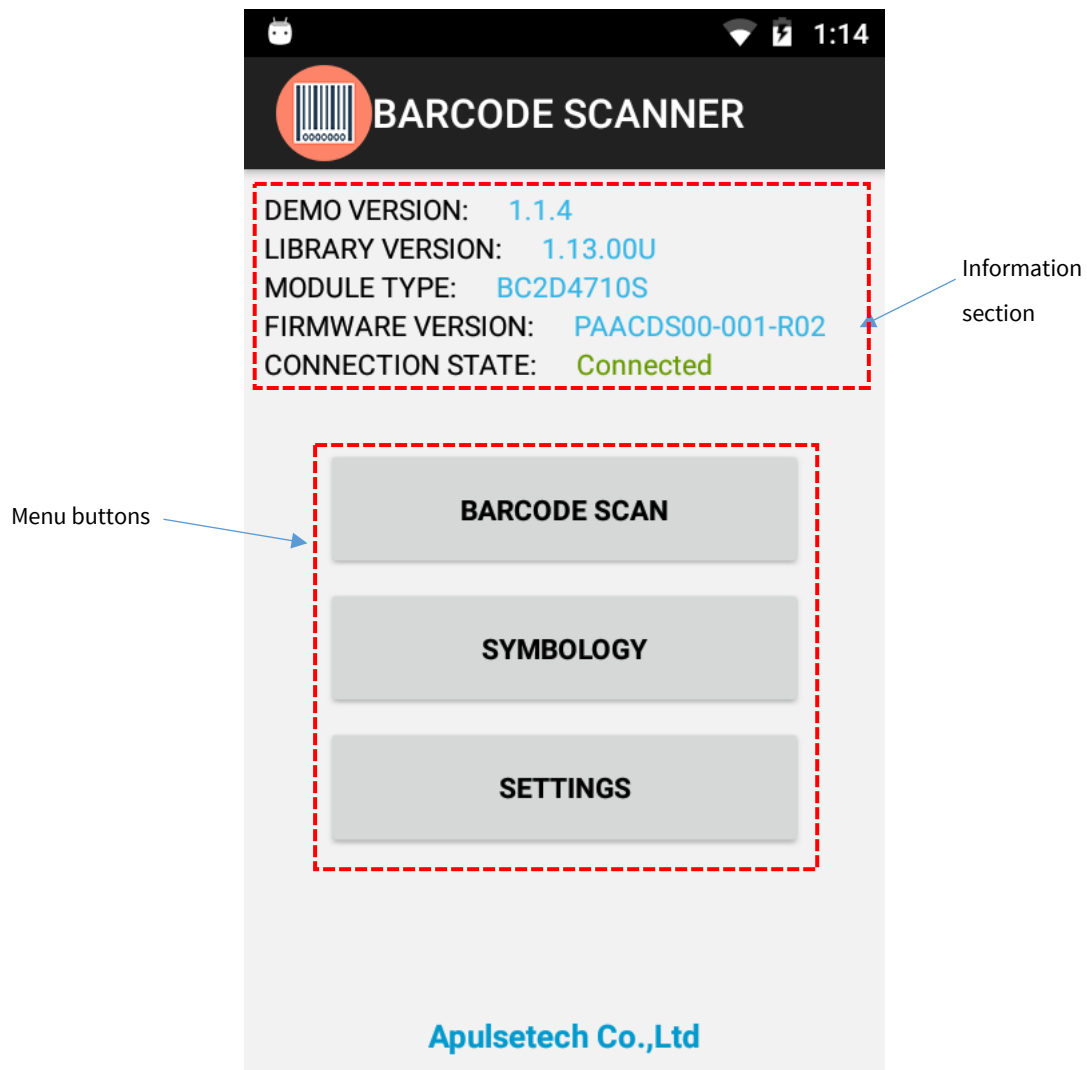 1:14
0000000
BARCODE SCANNER
DEMO VERSION: 1.1.4
LIBRARY VERSION: 1.13.00U
MODULE TYPE: BC2D4710S
FIRMWARE VERSION: PAACDS00-001-R02
CONNECTION STATE: Connected
Information
section
Menu buttons
BARCODE SCAN
SYMBOLOGY
SETTINGS
Apulsetech Co.,Ltd